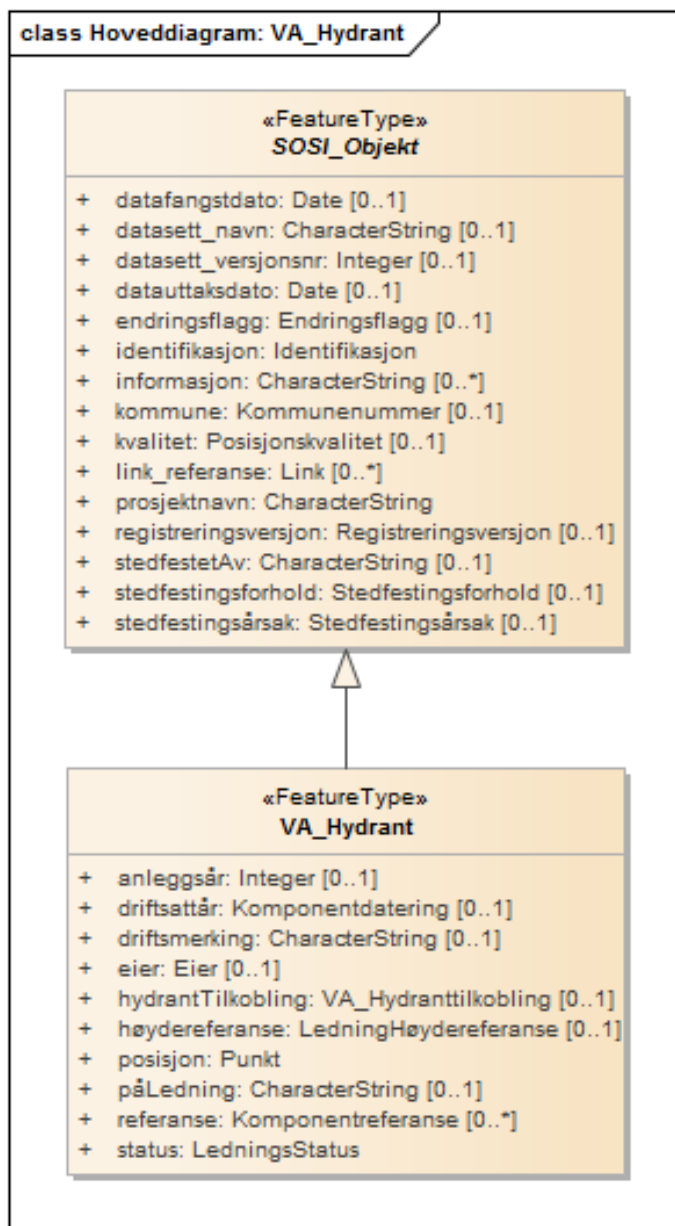 class Hoveddiagram: VA_Hydrant
«FeatureType»
SOSI_Objekt
+ datafangstdato: Date [0..1]
+ datasett_navn: CharacterString [0..1]
+ datasett_versjonsnr: Integer [0..1]
+ datauttaksdato: Date [0..1]
+ endringsflagg: Endringsflagg [0..1]
+ identifikasjon: Identifikasjon
+ informasjon: CharacterString [0..*]
+ kommune: Kommunenummer [0..1]
+ kvalitet: Posisjonskvalitet [0..1]
+ link_referanse: Link [0..*]
+ prosjektnavn: CharacterString
+ registreringsversjon: Registreringsversjon [0..1]
+ stedfestetAv: CharacterString [0..1]
+ stedfestingsforhold: Stedfestingsforhold [0..1]
+ stedfestingsårsak: Stedfestingsårsak [0..1]
«FeatureType»
VA_Hydrant
+ anleggsår: Integer [0..1]
+ driftsattår: Komponentdatering [0..1]
+ driftsmerking: CharacterString [0..1]
+ eier: Eier [0..1]
+ hydrantTilkobling: VA_Hydranttilkobling [0..1]
+ høydereferanse: LedningHøydereferanse [0..1]
+ posisjon: Punkt
+ påLedning: CharacterString [0..1]
+ referanse: Komponentreferanse [0..*]
+ status: LedningsStatus